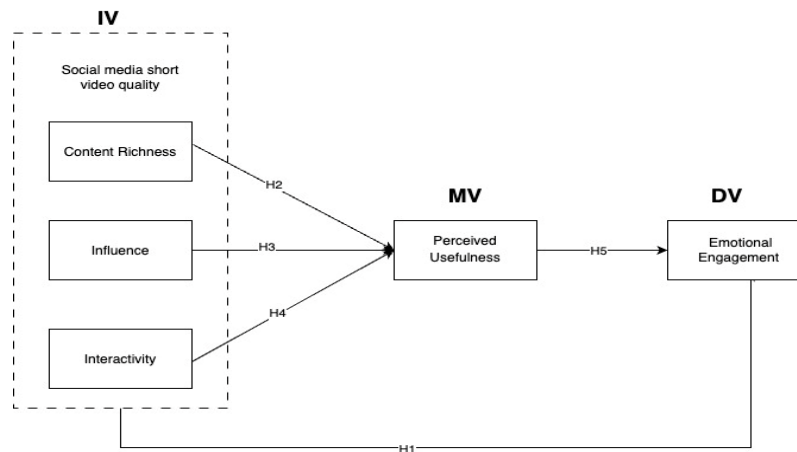 IV
Social media short
video quality
Content Richness
H2
MV
DV
Influence
H3
Perceived
Usefulness
H5
Emotional
Engagement
H4
Interactivity
H1